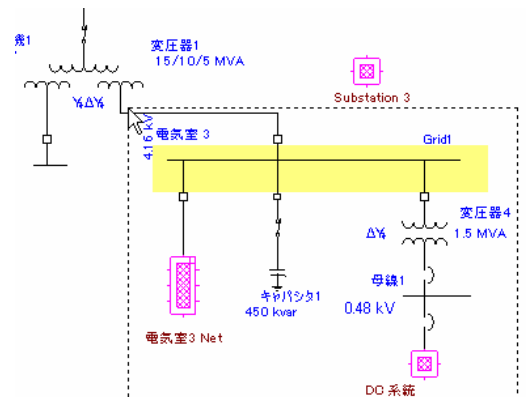 機1
変圧器1
15/10/5 MVA
Substation 3
4.16 kV
電気室 3
Grid1
変圧器4
1.5 MVA
母線1
キャパシタ1
450 kvar
0.48 kV
電気室3 Net
DC 系統